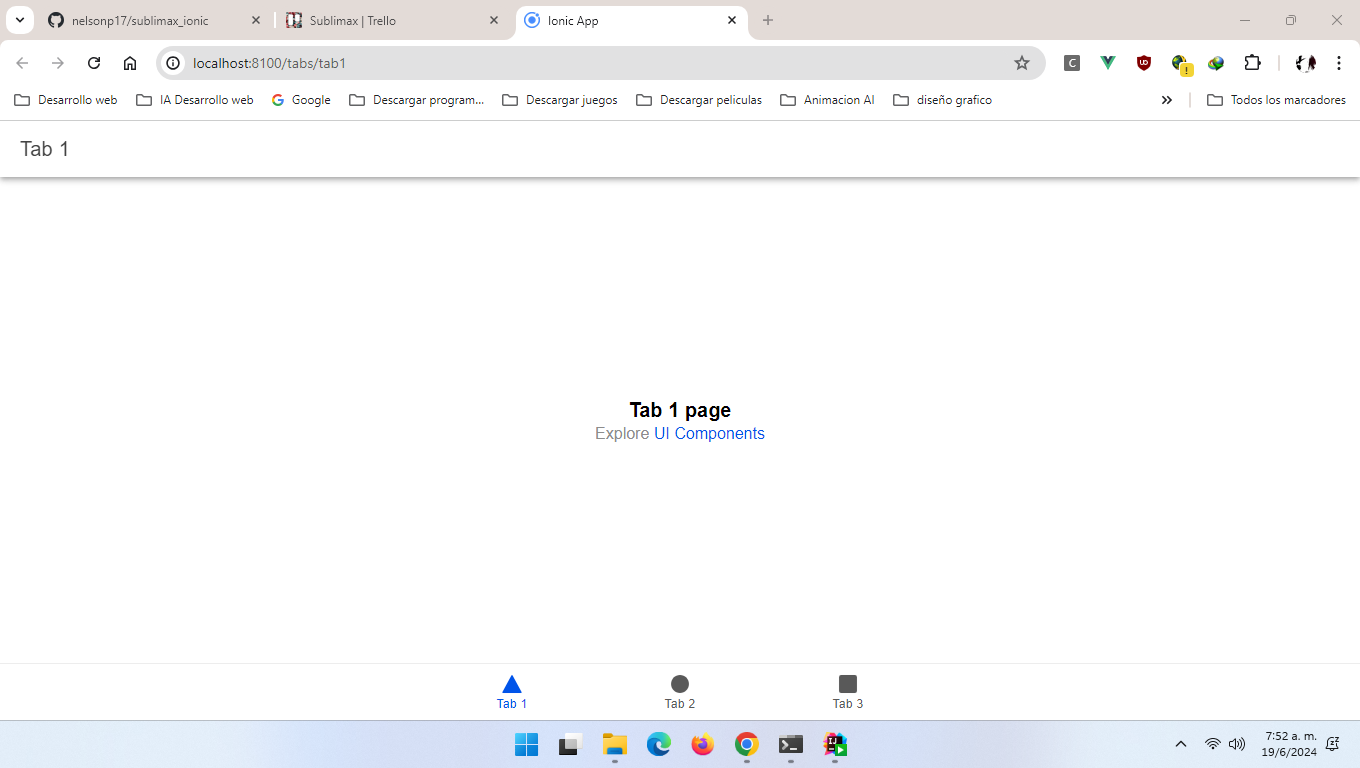 nelsonp17/sublimax_ionic
Sublimax | Trello
Ionic App
localhost:8100/tabs/tab1
C
UD
!
Desarrollo web
IA Desarrollo web
Google
Descargar program...
Descargar juegos
Descargar peliculas
Animacion AI
diseño grafico
Todos los marcadores
Tab 1
Tab 1 page
Explore UI Components
Tab 1
Tab 2
Tab 3
7:52 a. m.
19/6/2024